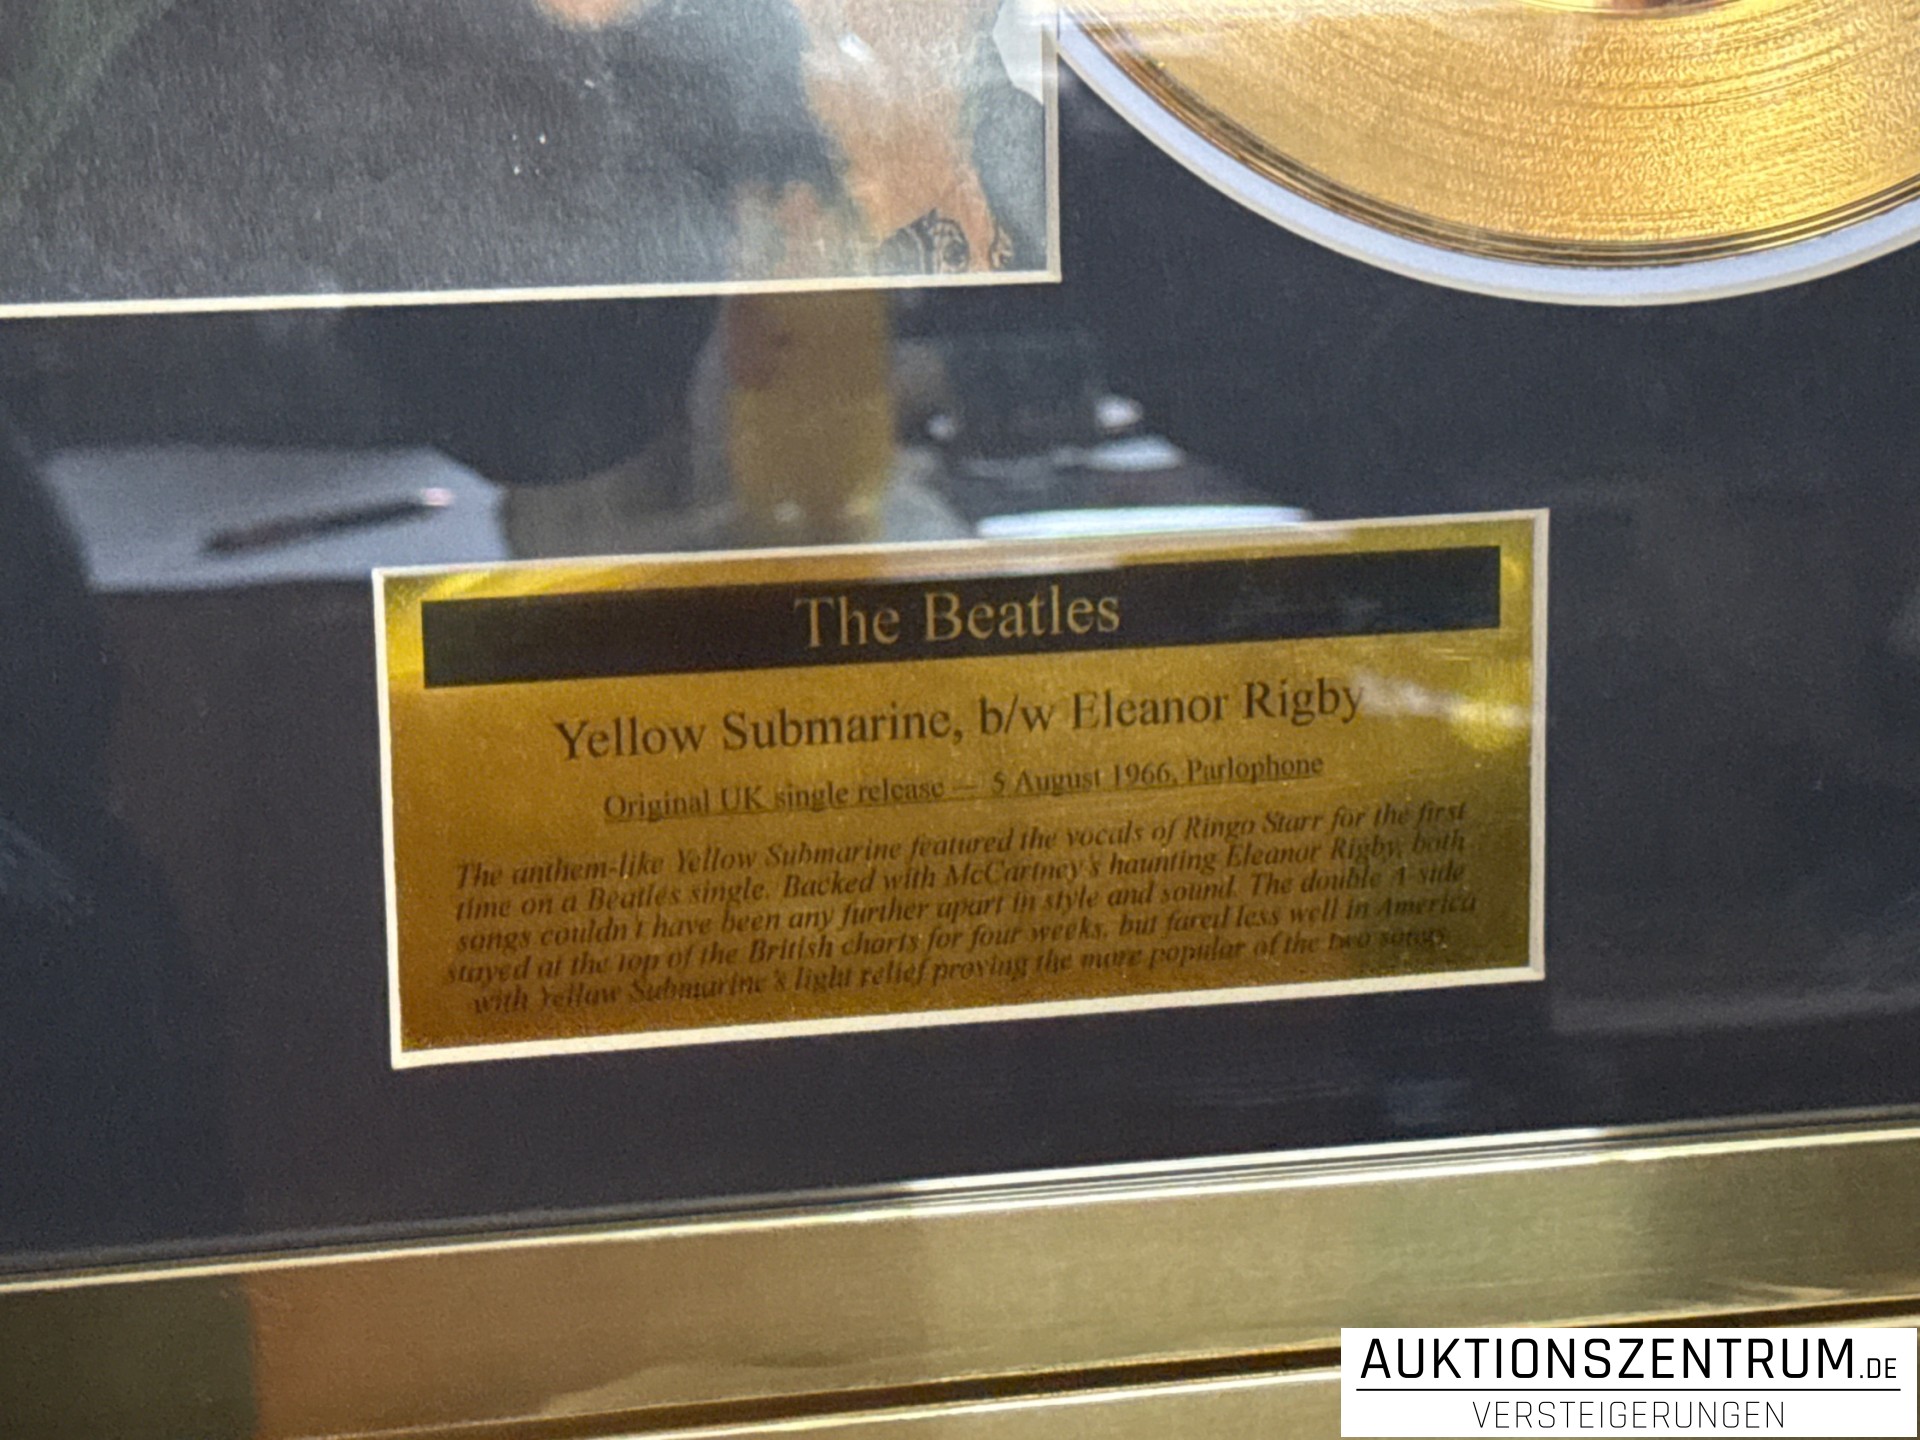 The Beatles
Yellow Submarine, b/w Eleanor Rigby
Original UK single release — 5 August 1966, Parlophone
The anthem-like Yellow Submarine featured the vocals of Ringo Starr for the first
time on a Beatles single. Backed with McCartney's haunting Eleanor Rigby, both
songs couldn't have been any further apart in style and sound. The double A-side
stayed at the top of the British charts for four weeks, but fared less well in America
with Yellow Submarine's light relief proving the more popular of the two songs.
AUKTIONSZENTRUM.DE
VERSTEIGERUNGEN